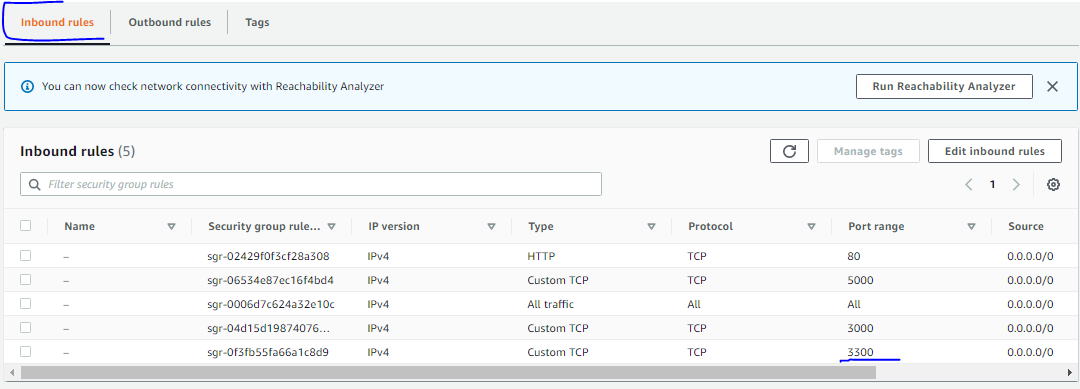 Inbound rules Outbound rules Tags
You can now check network connectivity with Reachability Analyzer Run Reachability Analyzer
Inbound rules (5) Manage tags Edit inbound rules
Filter security group rules 1
Name Security group rule... IP version Type Protocol Port range Source
– sgr-02429f0f3cf28a308 IPv4 HTTP TCP 80 0.0.0.0/0
– sgr-06534e87ec16f4bd4 IPv4 Custom TCP TCP 5000 0.0.0.0/0
– sgr-0006d7c624a32e10c IPv4 All traffic All All 0.0.0.0/0
– sgr-04d15d19874076... IPv4 Custom TCP TCP 3000 0.0.0.0/0
– sgr-0f3fb55fa66a1c8d9 IPv4 Custom TCP TCP 3300 0.0.0.0/0